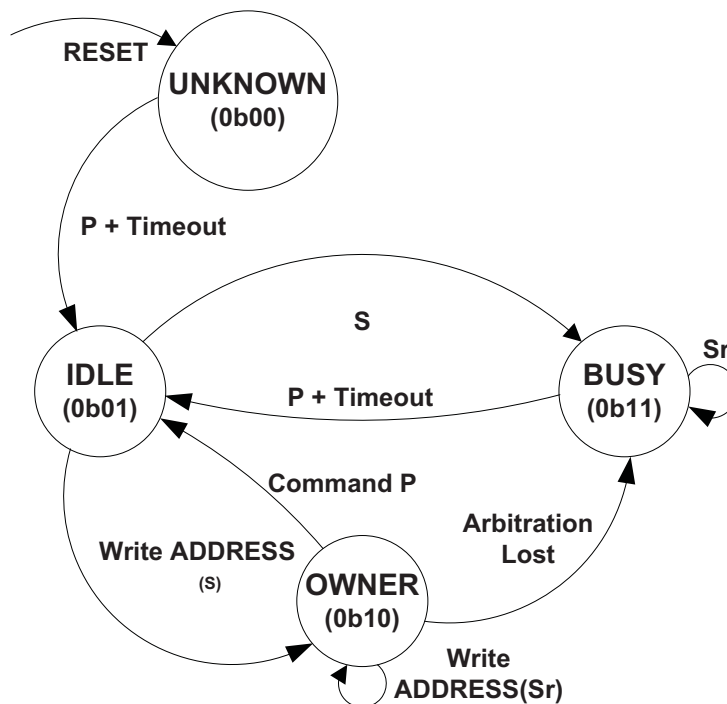 RESET
UNKNOWN
(0b00)
P + Timeout
S
IDLE
(0b01)
BUSY
(0b11)
Sr
P + Timeout
Command P
Arbitration
Lost
Write ADDRESS
(S)
OWNER
(0b10)
Write
ADDRESS(Sr)